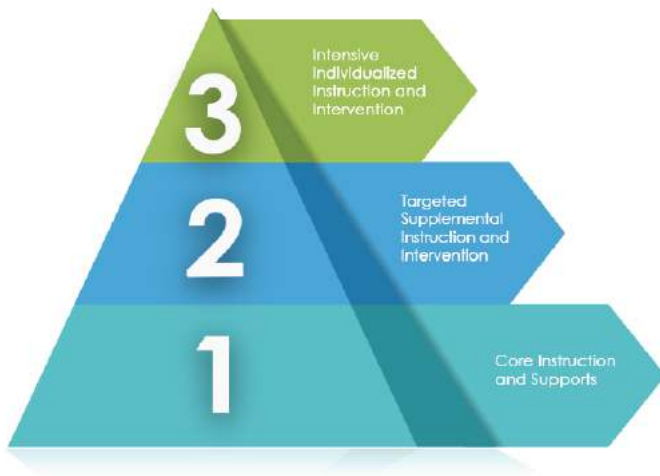 3
Intensive
Individualized
Instruction and
Intervention
2
Targeted
Supplemental
Instruction and
Intervention
1
Core Instruction
and Supports